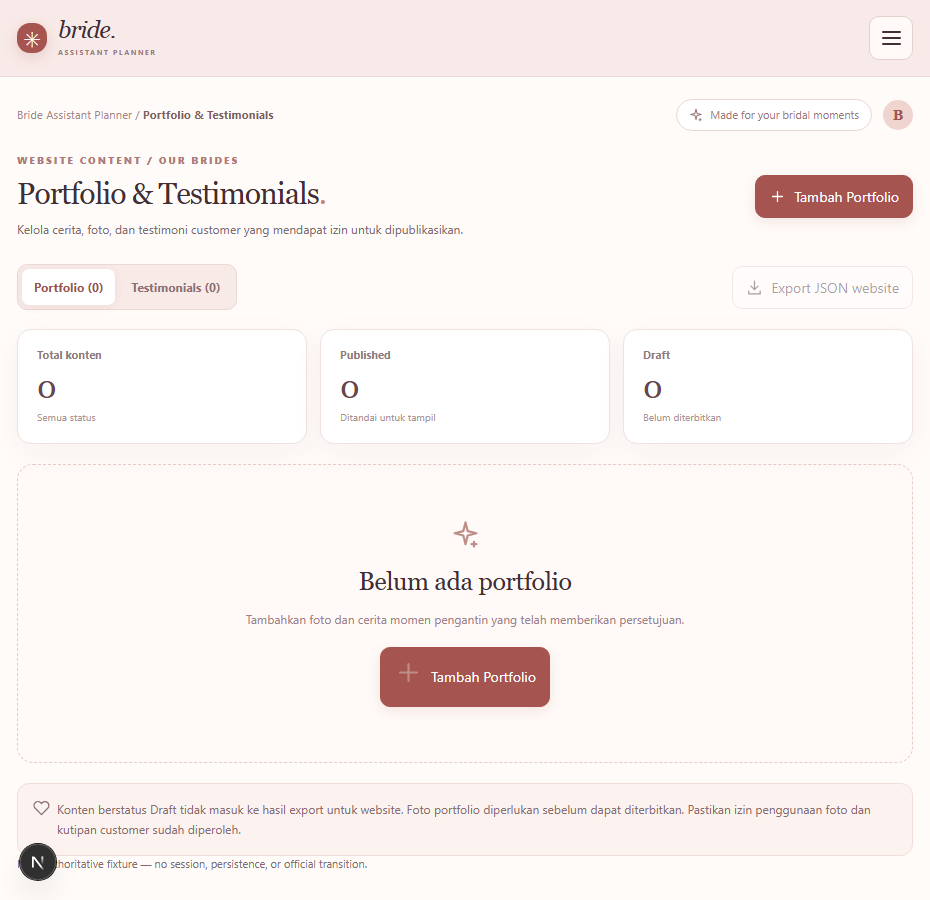 bride.
ASSISTANT PLANNER
Bride Assistant Planner / Portfolio & Testimonials
Made for your bridal moments
B
WEBSITE CONTENT / OUR BRIDES
Portfolio & Testimonials.
Tambah Portfolio
Kelola cerita, foto, dan testimoni customer yang mendapat izin untuk dipublikasikan.
Portfolio (0)
Testimonials (0)
Export JSON website
Total konten
0
Semua status
Published
0
Ditandai untuk tampil
Draft
0
Belum diterbitkan
Belum ada portfolio
Tambahkan foto dan cerita momen pengantin yang telah memberikan persetujuan.
Tambah Portfolio
Konten berstatus Draft tidak masuk ke hasil export untuk website. Foto portfolio diperlukan sebelum dapat diterbitkan. Pastikan izin penggunaan foto dan
kutipan customer sudah diperoleh.
N
fixture — no session, persistence, or official transition.